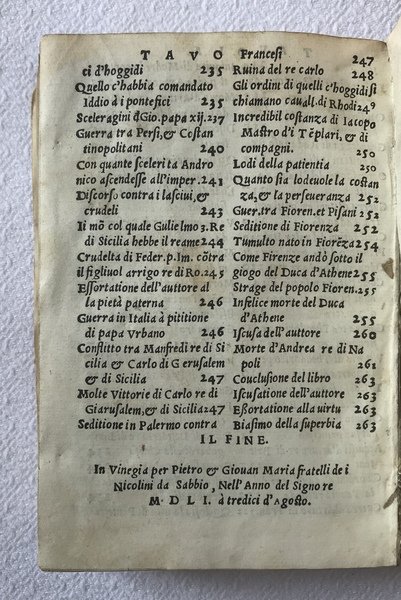 TAVO
ci d'hoggidi 235
Quello c'habbia comandato
Iddio à i pontefici 235
Sceleragini d'Gio. papa xij. 237
Guerra tra Persi, & Costan
tinopolitani 240
Con quante sceleri ta Andro
nico ascendesse all'imper. 241
Discorso contra i lasciui, &
crudeli 243
Il mõ col quale Gulielmo 3. Re
di Sicilia hebbe il reame 244
Crudelta di Feder. p. Im. cõtra
il figliuol arrigo re di Ro. 245
Essortatione dell'auttore al
la pietà paterna 246
Guerra in Italia à pititione
di papa Vrbano 246
Conflitto tra Manfredi re di Si
cilia & Carlo di Gierusalem
& di Sicilia 247
Molte Vittorie di Carlo re di
Giarusalem, & di Sicilia 247
Seditione in Palermo contra
Francesi 247
Ruina del re carlo 248
Gli ordini di quelli c'hoggidi si
chiamano cauall. di Rhodi 249
Incredibil costanza di Iacopo
Mastro d'i Tẽplari, & di
compagni. 250
Lodi della patientia 250
Quanto sia lodeuole la costan
za, & la perseueranza 252
Guer. tra Fioren. et Pisani 252
Seditione di Fiorenza 252
Tumulto nato in Fiorẽza 254
Come Firenze andò sotto il
giogo del Duca d'Athene 255
Strage del popolo Fioren. 255
Infelice morte del Duca
d'Athene 255
Iscusa dell'auttore 260
Morte d'Andrea re di Na
poli 261
Couclusione del libro 263
Iscusatione dell'auttore 263
Essortatione alla uirtu 263
Biasimo della superbia 263
IL FINE.
In Vinegia per Pietro & Giouan Maria fratelli de i
Nicolini da Sabbio, Nell'Anno del Signore
M. D L I. à tredici d'Agosto.